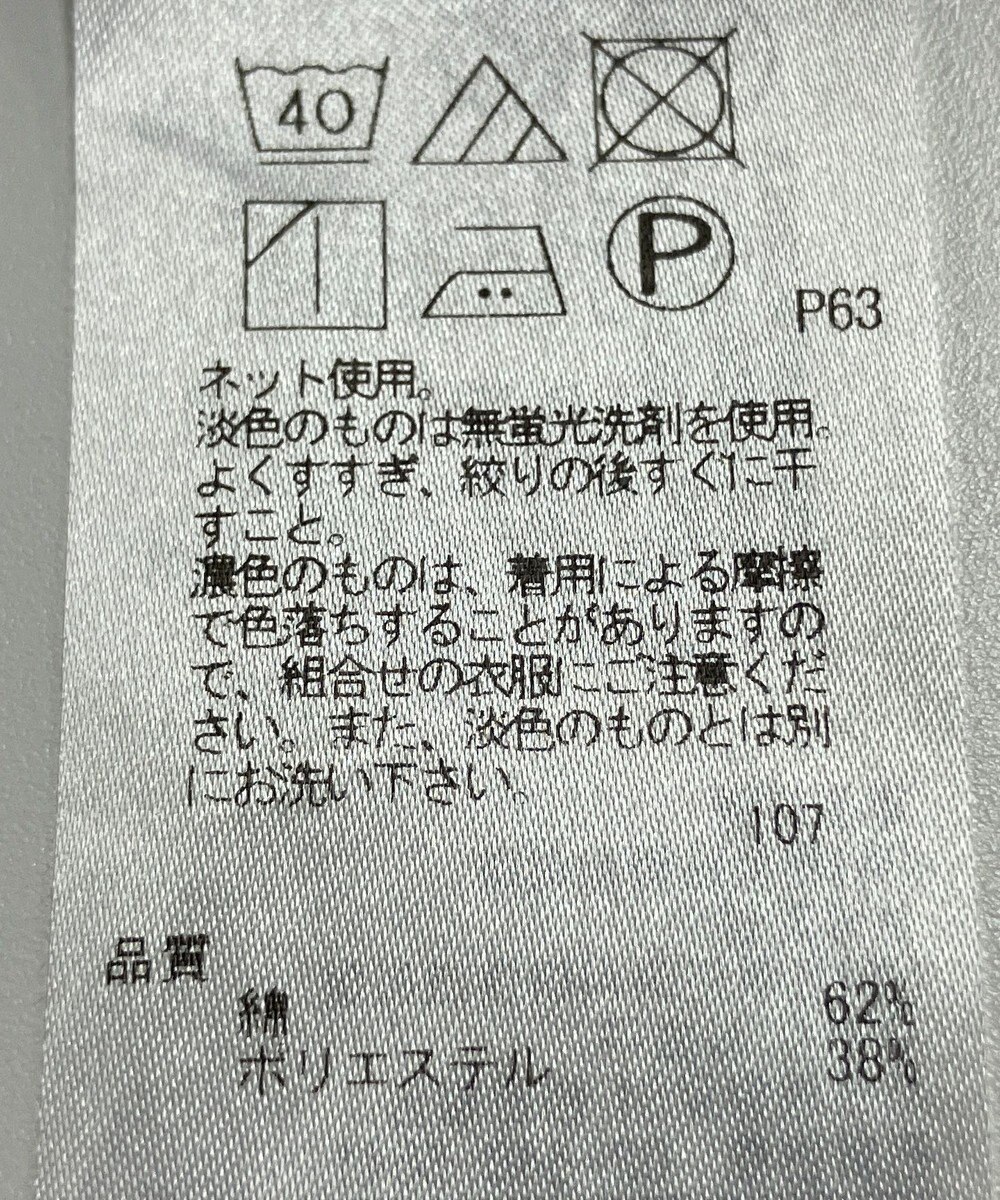 40
P
P63
ネット使用。
淡色のものは無蛍光洗剤を使用。
よくすすぎ、絞りの後すぐに干
すこと。
濃色のものは、着用による摩擦
で色落ちすることがありますの
で、組合せの衣服にご注意くだ
さい。また、淡色のものとは別
にお洗い下さい。
107
品質
綿 62%
ポリエステル 38%